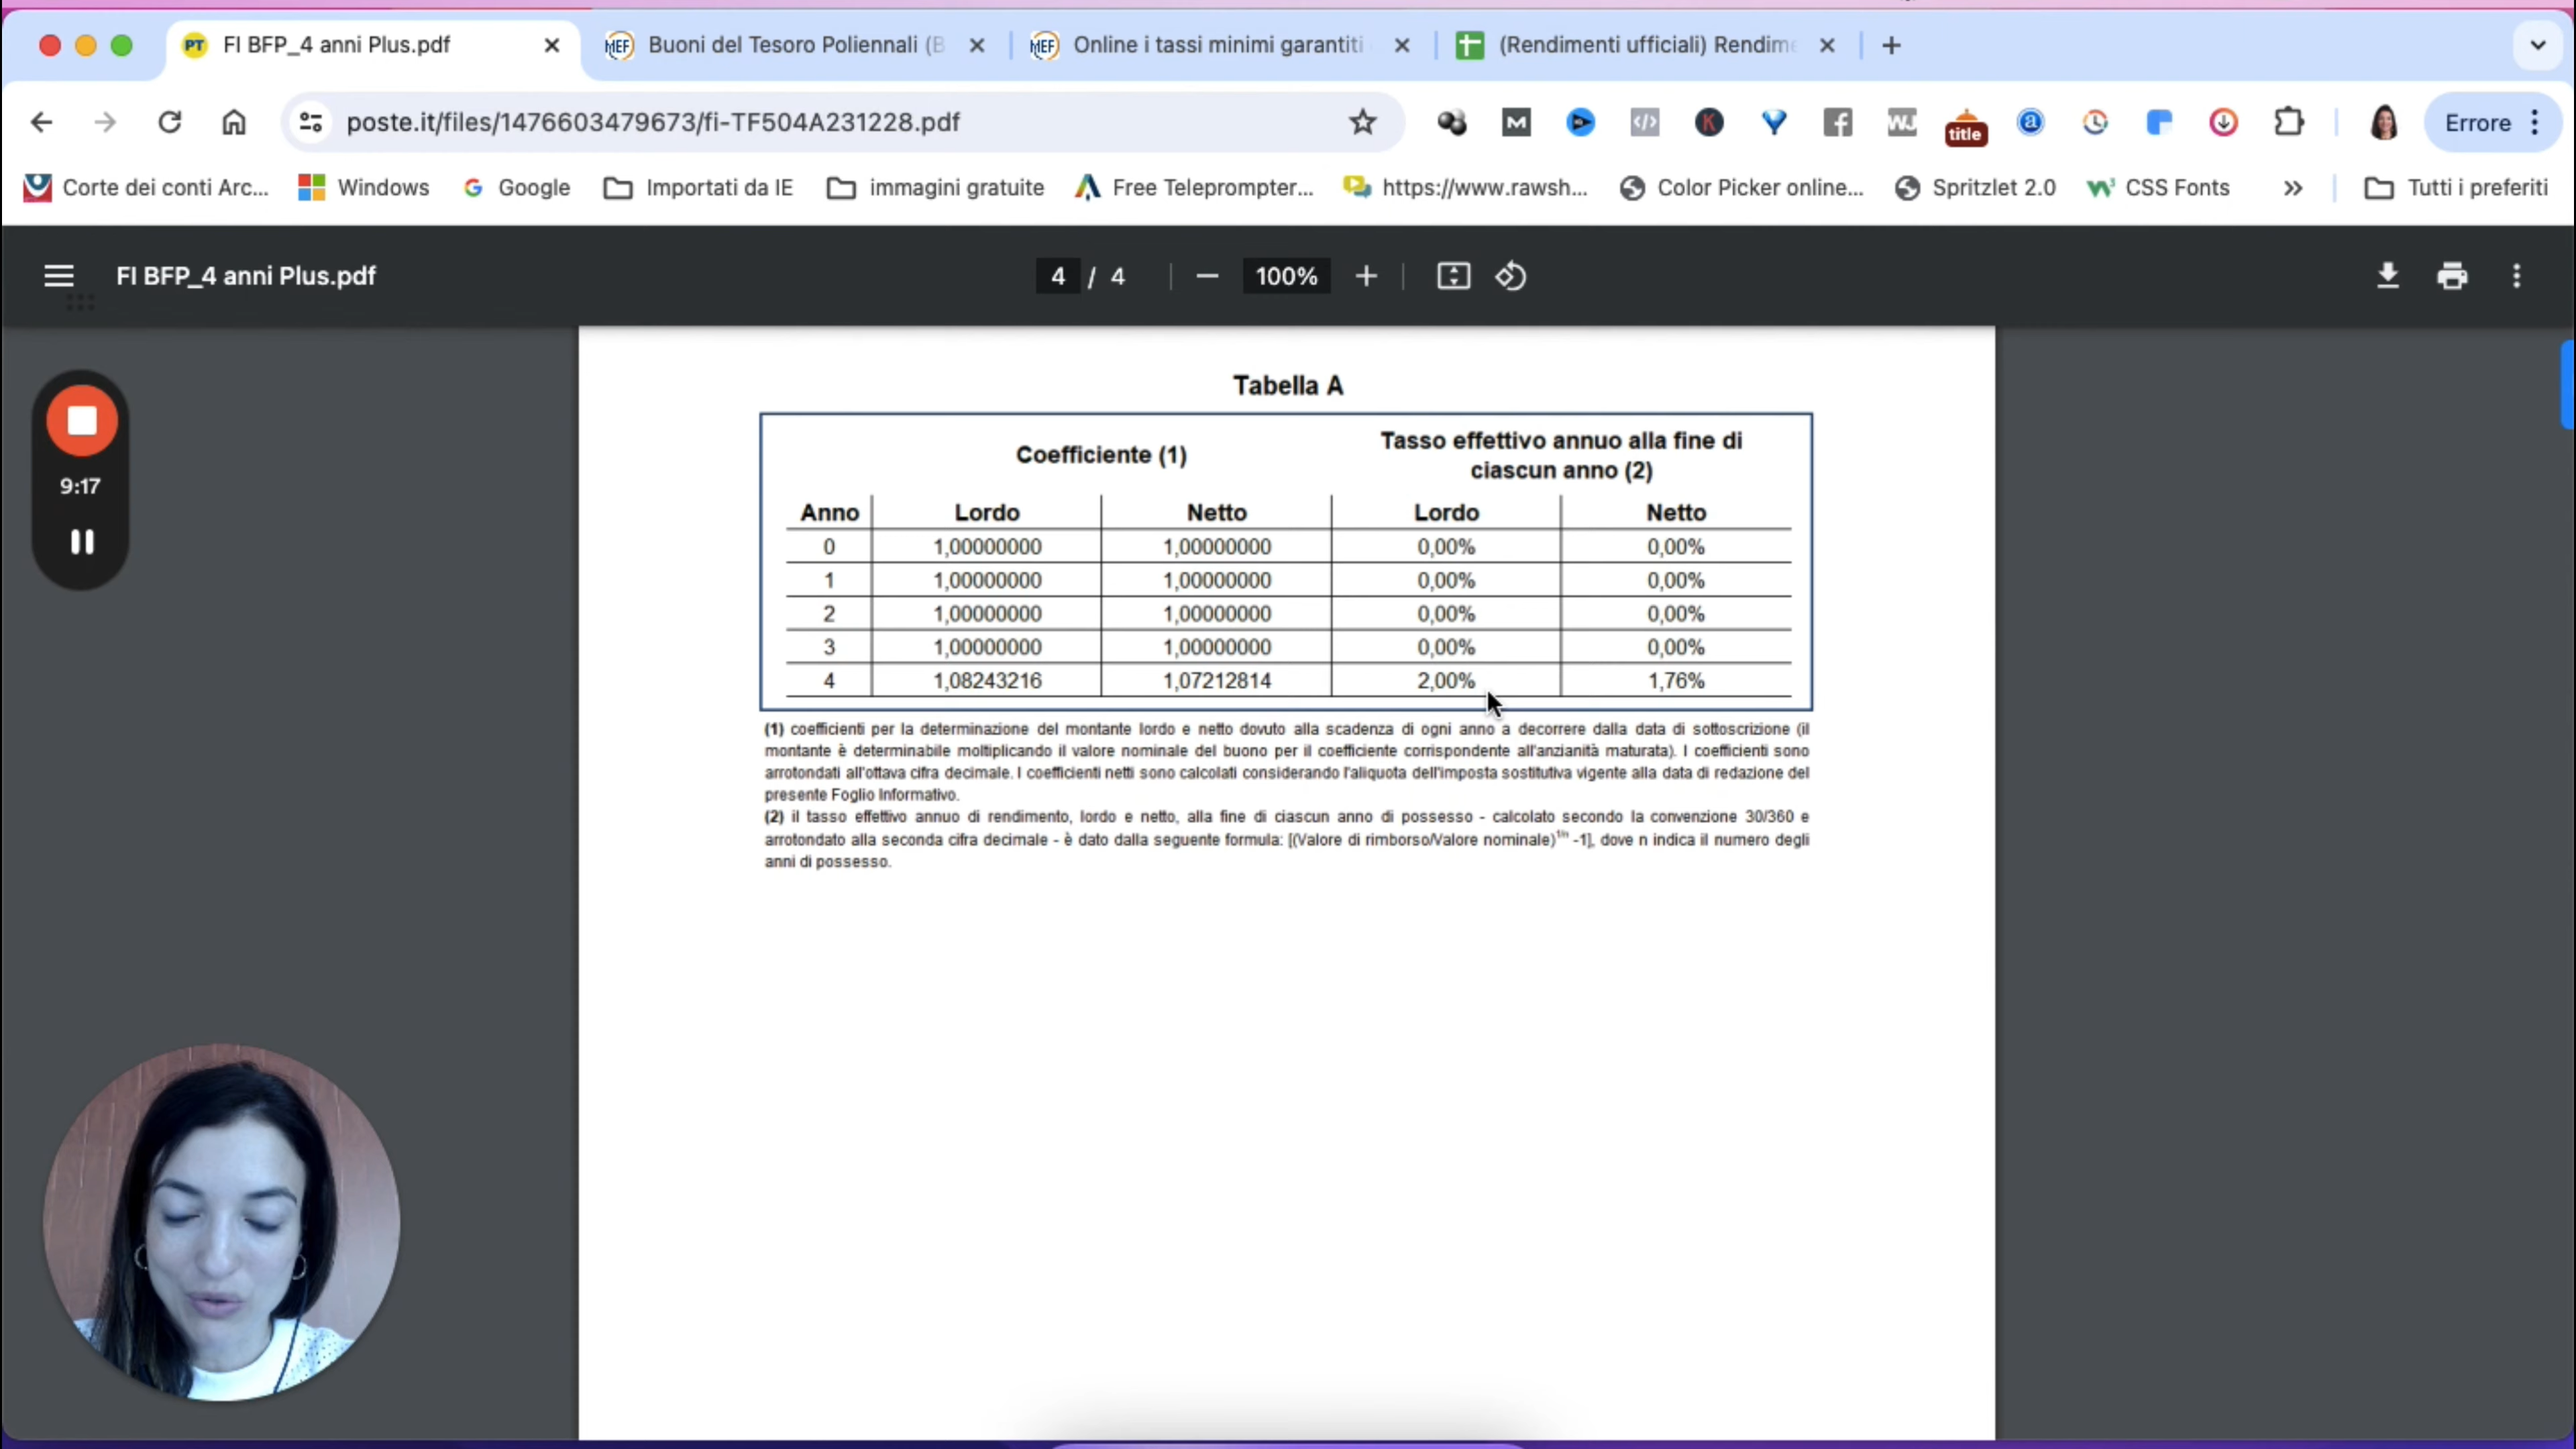 FI BFP_4 anni Plus.pdf
Buoni del Tesoro Poliennali (B
Online i tassi minimi garantiti
(Rendimenti ufficiali) Rendime
poste.it/files/1476603479673/fi-TF504A231228.pdf
title
Errore
Corte dei conti Arc...
Windows
Google
Importati da IE
immagini gratuite
Free Teleprompter...
https://www.rawsh...
Color Picker online...
Spritzlet 2.0
CSS Fonts
Tutti i preferiti
FI BFP_4 anni Plus.pdf
4 / 4
100%
9:17
Tabella A
Coefficiente (1)
Tasso effettivo annuo alla fine di
ciascun anno (2)
Anno Lordo Netto Lordo Netto
0 1,00000000 1,00000000 0,00% 0,00%
1 1,00000000 1,00000000 0,00% 0,00%
2 1,00000000 1,00000000 0,00% 0,00%
3 1,00000000 1,00000000 0,00% 0,00%
4 1,08243216 1,07212814 2,00% 1,76%
(1) coefficienti per la determinazione del montante lordo e netto dovuto alla scadenza di ogni anno a decorrere dalla data di sottoscrizione (il
montante è determinabile moltiplicando il valore nominale del buono per il coefficiente corrispondente all'anzianità maturata). I coefficienti sono
arrotondati all'ottava cifra decimale. I coefficienti netti sono calcolati considerando l'aliquota dell'imposta sostitutiva vigente alla data di redazione del
presente Foglio Informativo.
(2) il tasso effettivo annuo di rendimento, lordo e netto, alla fine di ciascun anno di possesso - calcolato secondo la convenzione 30/360 e
arrotondato alla seconda cifra decimale - è dato dalla seguente formula: [(Valore di rimborso/Valore nominale)¹/ⁿ -1], dove n indica il numero degli
anni di possesso.